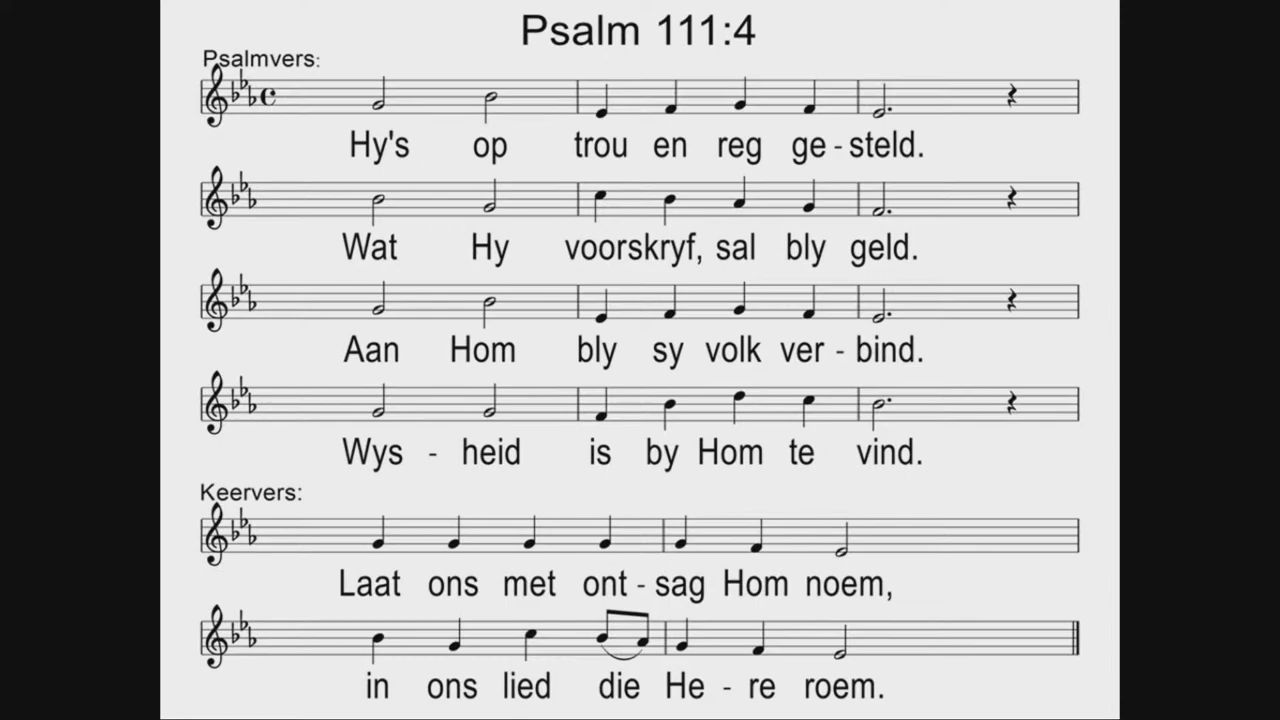 Psalm 111:4
Psalmvers:
Hy's op trou en reg ge - steld.
Wat Hy voorskryf, sal bly geld.
Aan Hom bly sy volk ver - bind.
Wys - heid is by Hom te vind.
Keervers:
Laat ons met ont - sag Hom noem,
in ons lied die He - re roem.